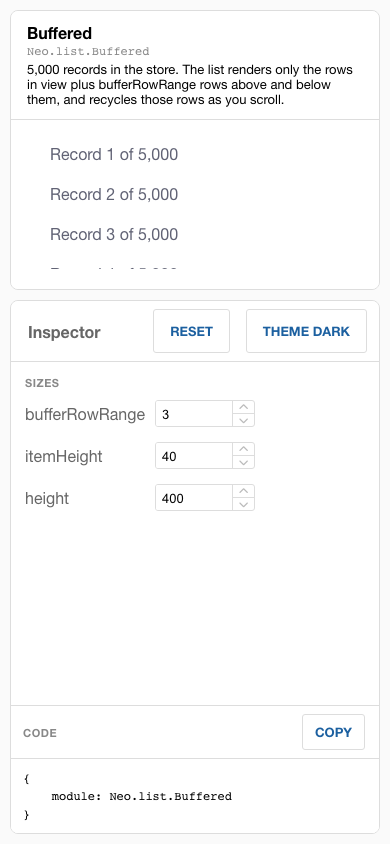 Buffered
Neo.list.Buffered
5,000 records in the store. The list renders only the rows
in view plus bufferRowRange rows above and below
them, and recycles those rows as you scroll.
Record 1 of 5,000
Record 2 of 5,000
Record 3 of 5,000
Inspector
RESET
THEME DARK
SIZES
bufferRowRange
3
itemHeight
40
height
400
CODE
COPY
{
    module: Neo.list.Buffered
}